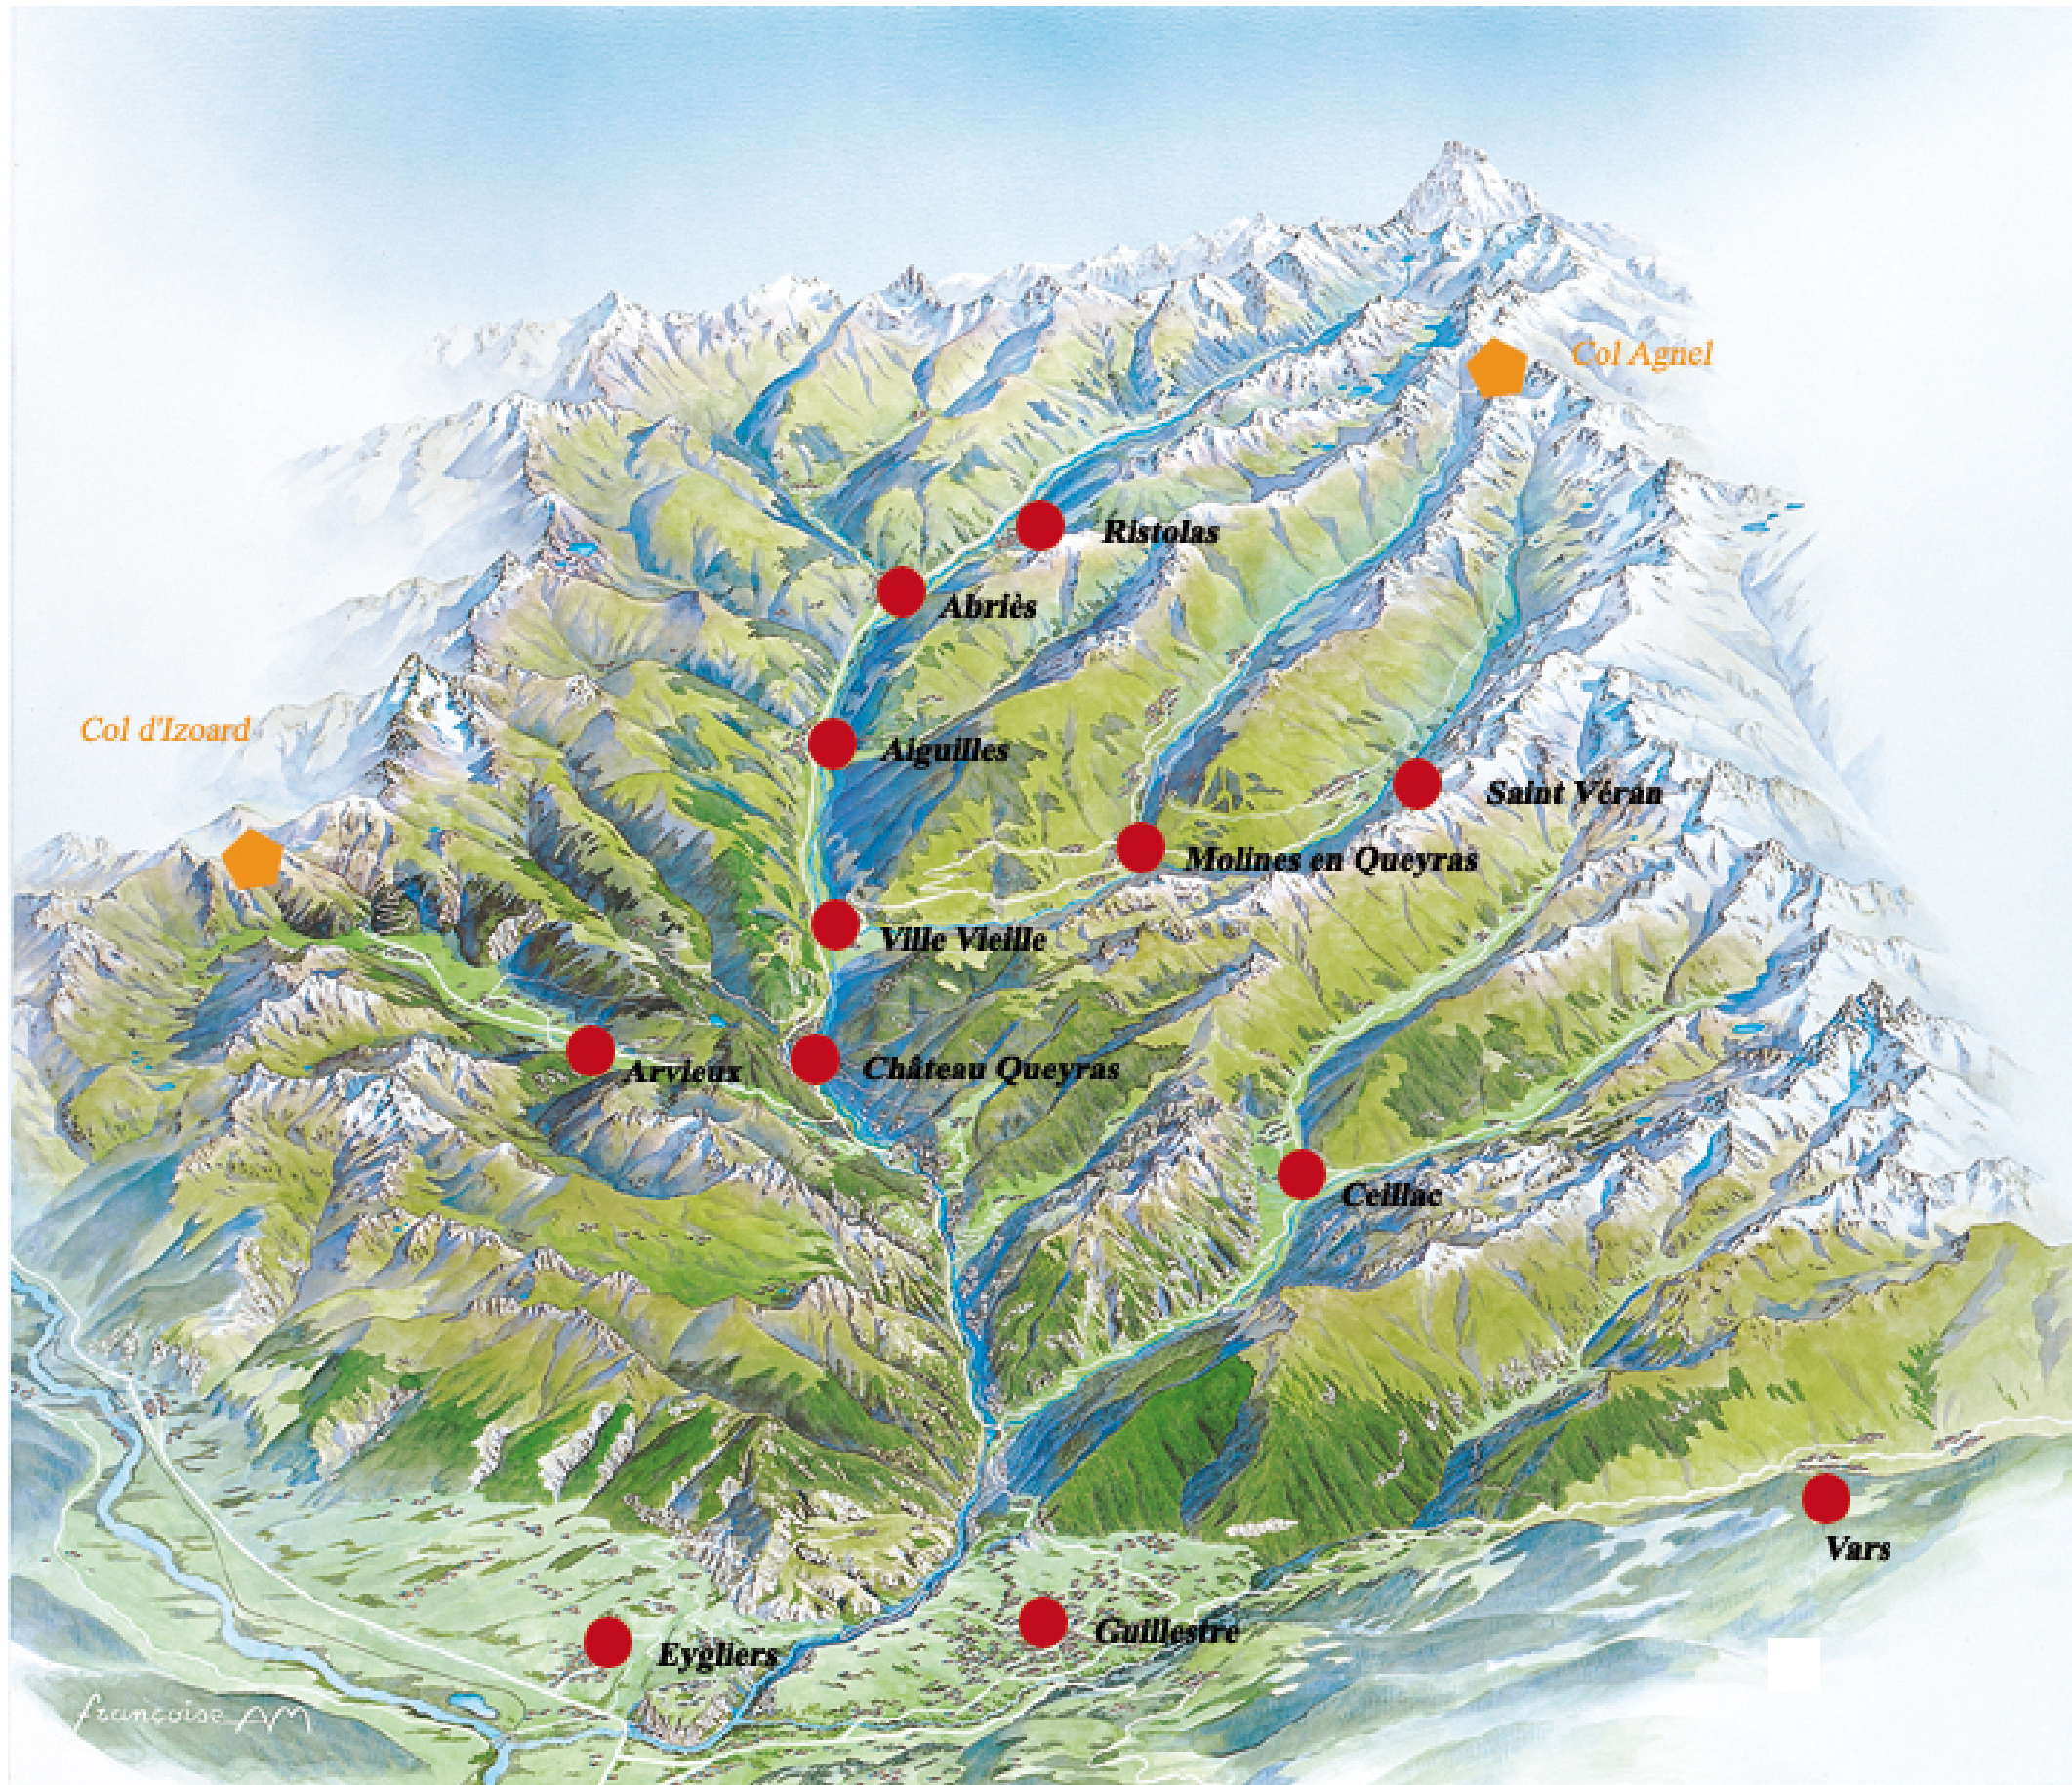 Col Agnel
Ristolas
Abriès
Col d'Izoard
Aiguilles
Saint Véran
Molines en Queyras
Ville Vieille
Arvieux
Château Queyras
Ceillac
Vars
Guillestre
Eygliers
françoise AM